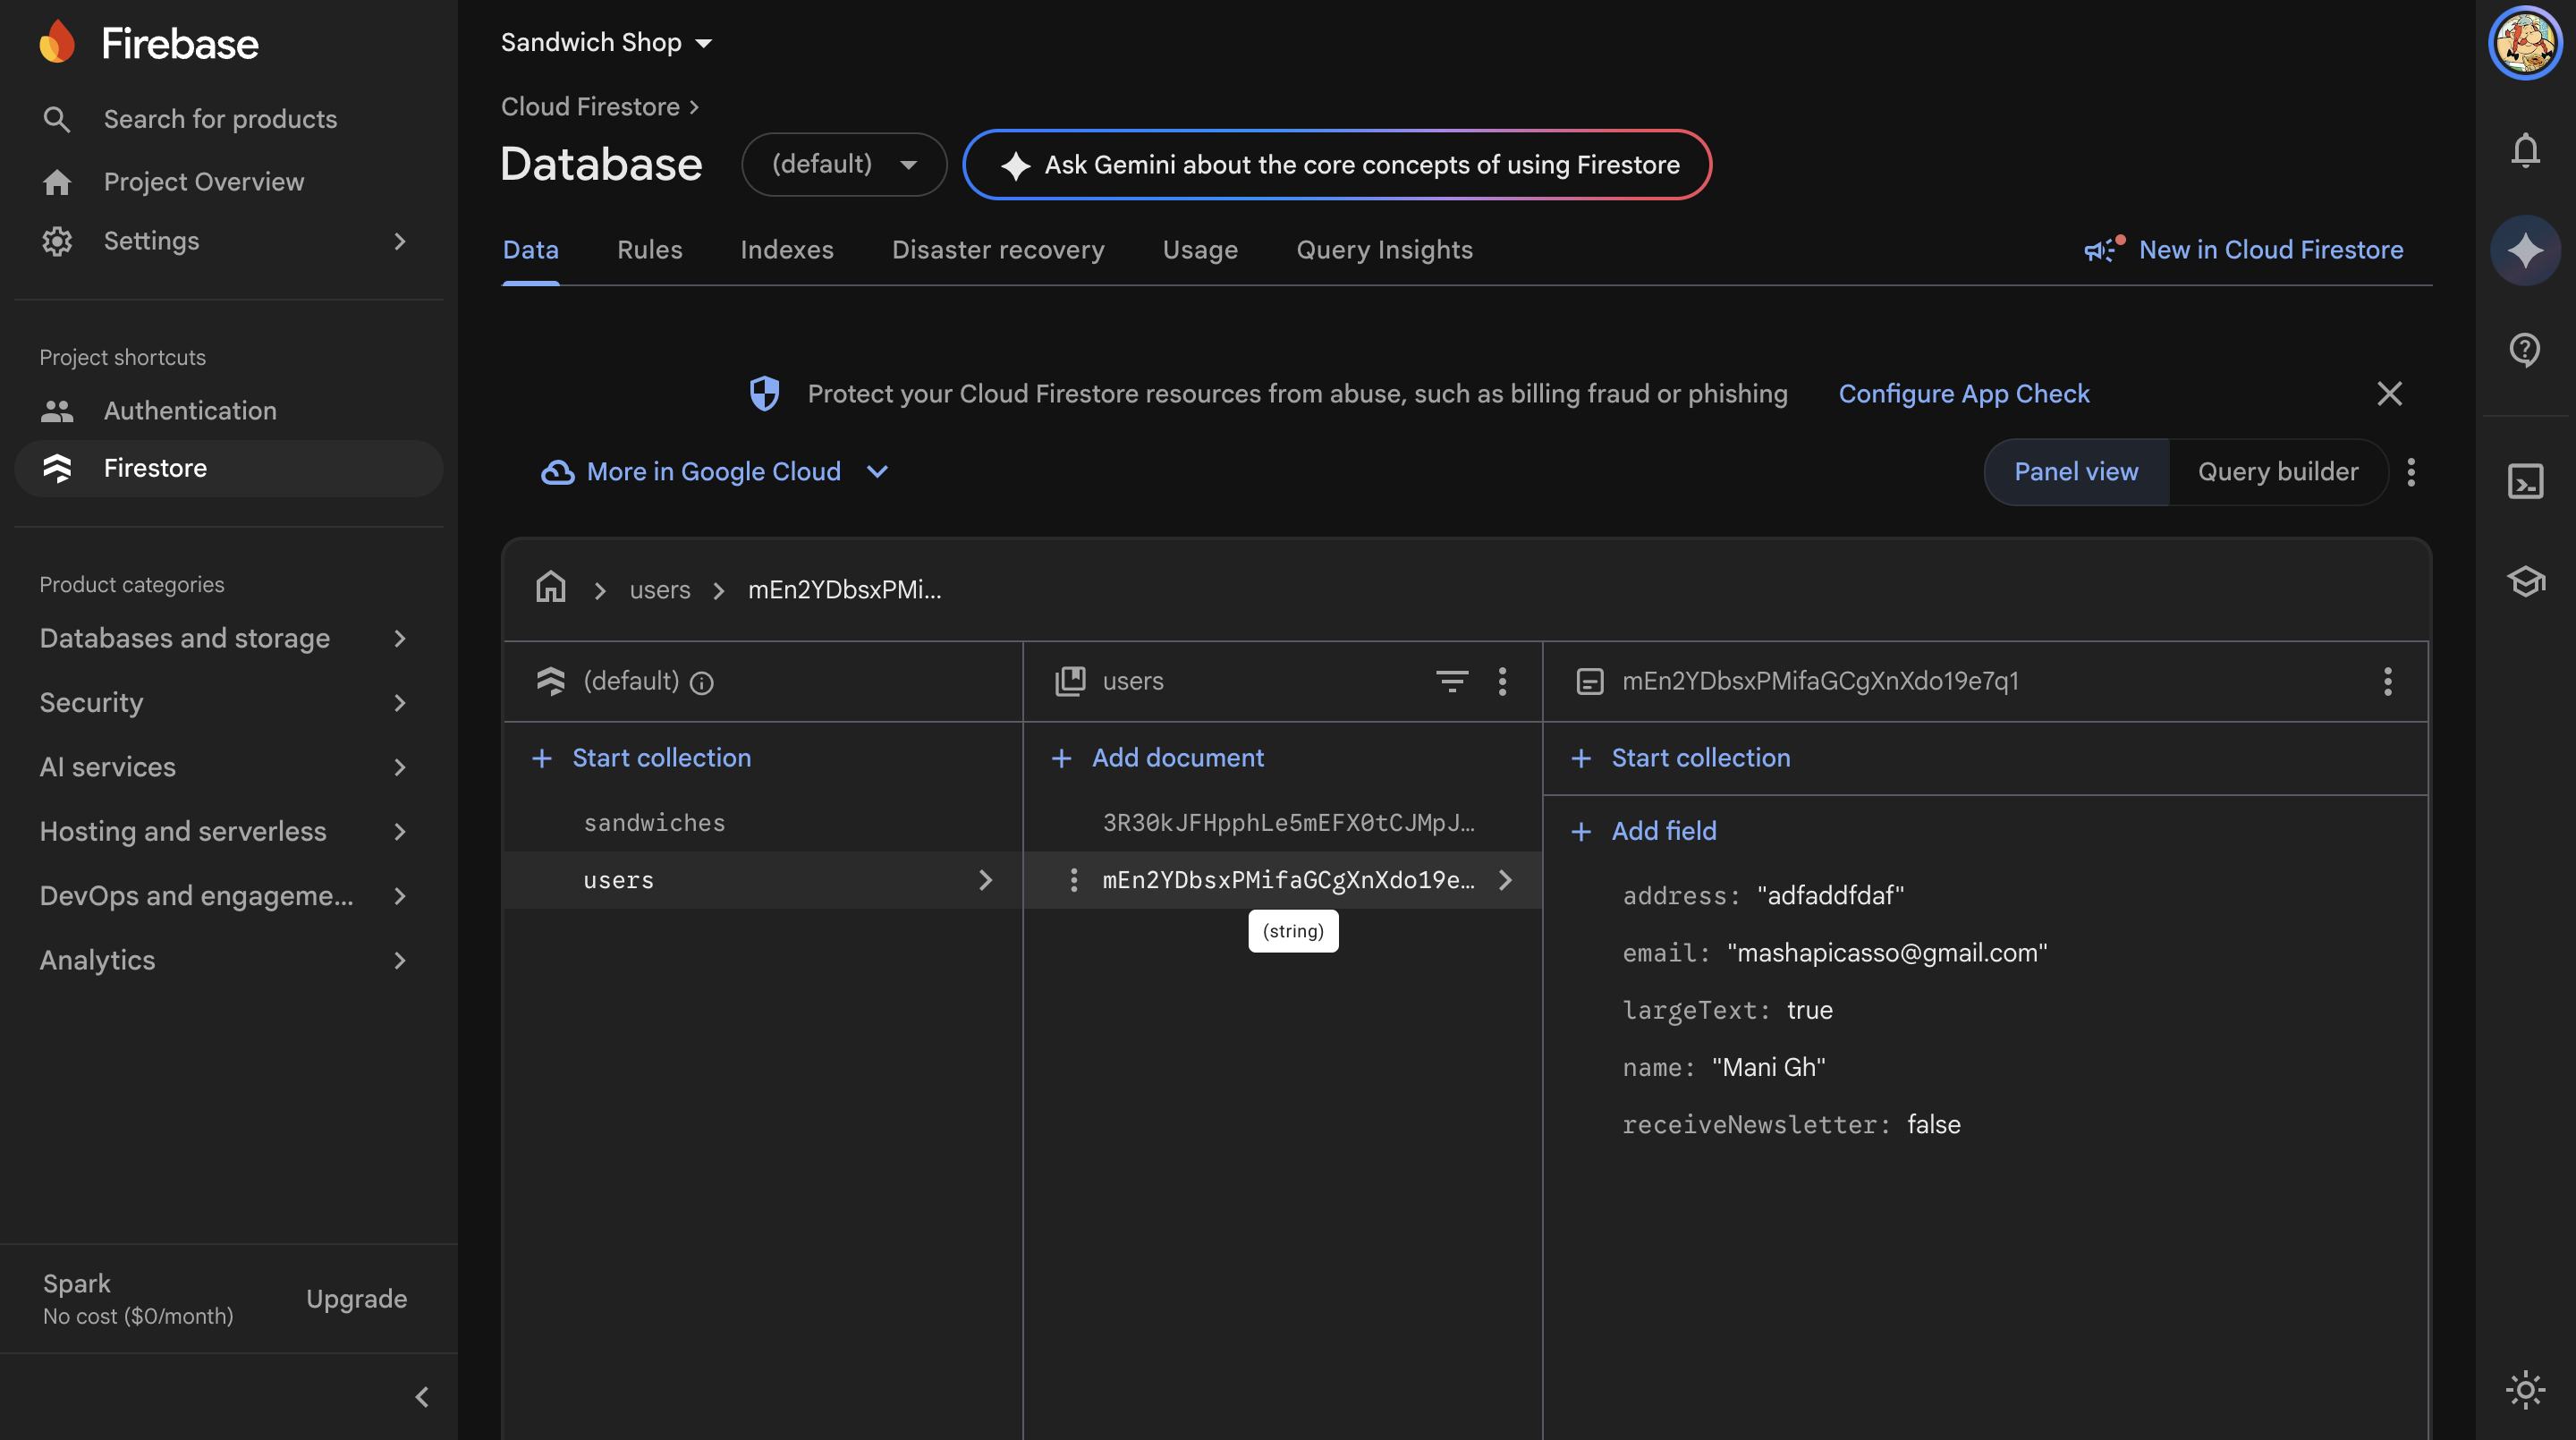 Firebase
Search for products
Project Overview
Settings
Project shortcuts
Authentication
Firestore
Product categories
Databases and storage
Security
AI services
Hosting and serverless
DevOps and engageme...
Analytics
Spark
No cost ($0/month)
Upgrade
Sandwich Shop
Cloud Firestore
Database
(default)
Ask Gemini about the core concepts of using Firestore
Data
Rules
Indexes
Disaster recovery
Usage
Query Insights
New in Cloud Firestore
Protect your Cloud Firestore resources from abuse, such as billing fraud or phishing
Configure App Check
More in Google Cloud
Panel view
Query builder
users
mEn2YDbsxPMi...
(default)
Start collection
sandwiches
users
users
Add document
3R30kJFHpphLe5mEFX0tCJMpJ...
mEn2YDbsxPMifaGCgXnXdo19e...
(string)
mEn2YDbsxPMifaGCgXnXdo19e7q1
Start collection
Add field
address: "adfaddfdaf"
email: "mashapicasso@gmail.com"
largeText: true
name: "Mani Gh"
receiveNewsletter: false